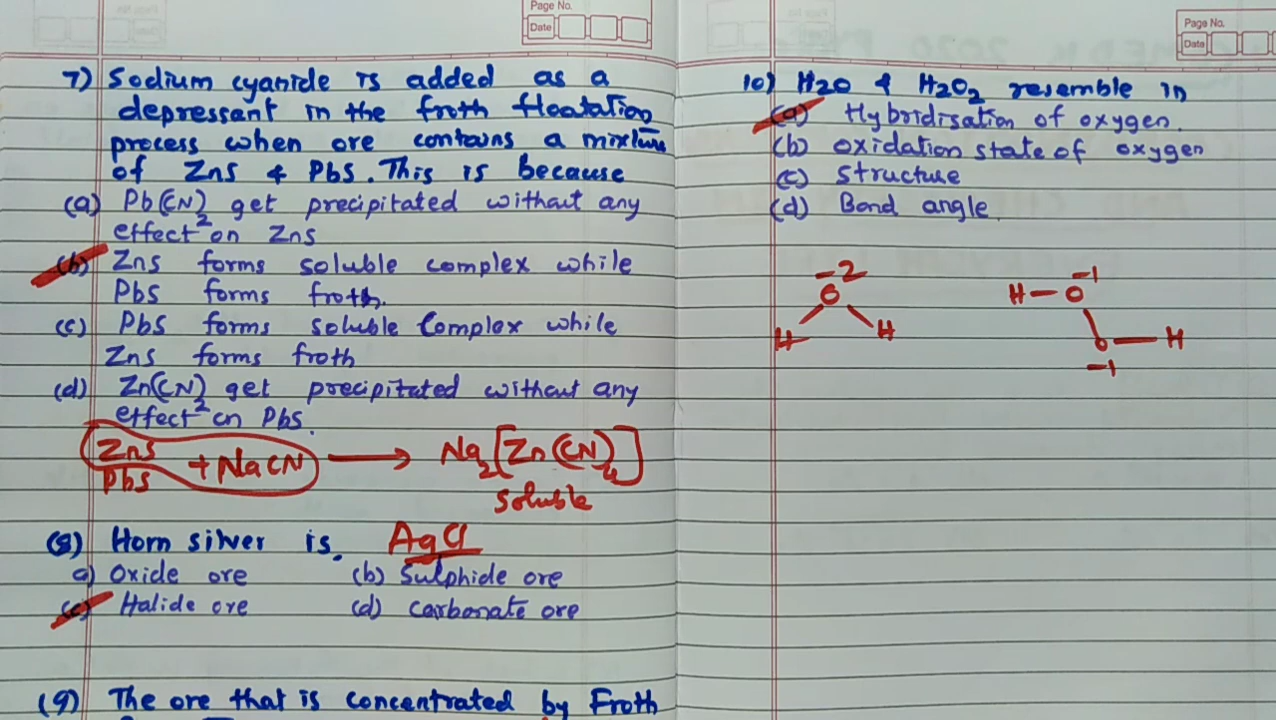 Page No.
Date
7) Sodium cyanide is added as a
depressant in the froth floatation
process when ore contains a mixture
of ZnS & PbS. This is because
(a) Pb(CN)2 get precipitated without any
effect on ZnS
(b) ZnS forms soluble complex while
PbS forms froth.
(c) PbS forms soluble Complex while
ZnS forms froth
(d) Zn(CN)2 get precipitated without any
effect on PbS.
ZnS
PbS + NaCN → Na2[Zn(CN)4]
soluble
(8) Horn silver is. AgCl
a) Oxide ore (b) Sulphide ore
(c) Halide ore (d) Carbonate ore
(9) The ore that is concentrated by Froth
Page No.
Date
10) H2O & H2O2 resemble in
(a) Hybridisation of oxygen.
(b) oxidation state of oxygen
(c) Structure
(d) Bond angle.
-2
O
H H
-1
H-O
O-H
-1